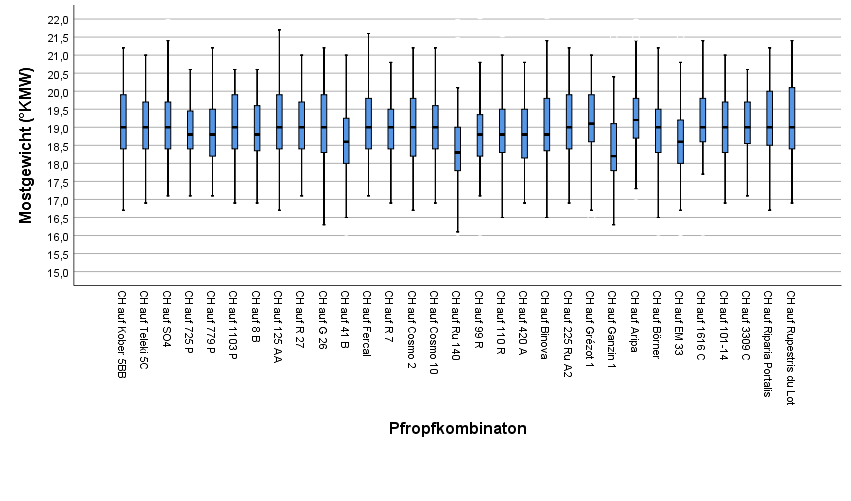 Mostgewicht (°KMW)
22,0
21,5
21,0
20,5
20,0
19,5
19,0
18,5
18,0
17,5
17,0
16,5
16,0
15,5
15,0
CH auf Kober 5BB
CH auf Teleki 5C
CH auf SO4
CH auf 725 P
CH auf 779 P
CH auf 1103 P
CH auf 8 B
CH auf 125 AA
CH auf R 27
CH auf G 26
CH auf 41 B
CH auf Fercal
CH auf R 7
CH auf Cosmo 2
CH auf Cosmo 10
CH auf Ru 140
CH auf 99 R
CH auf 110 R
CH auf 420 A
CH auf Binova
CH auf 225 Ru A2
CH auf Grézot 1
CH auf Ganzin 1
CH auf Aripa
CH auf Börner
CH auf EM 33
CH auf 1616 C
CH auf 101-14
CH auf 3309 C
CH auf Riparia Portalis
CH auf Rupestris du Lot
Pfropfkombinaton